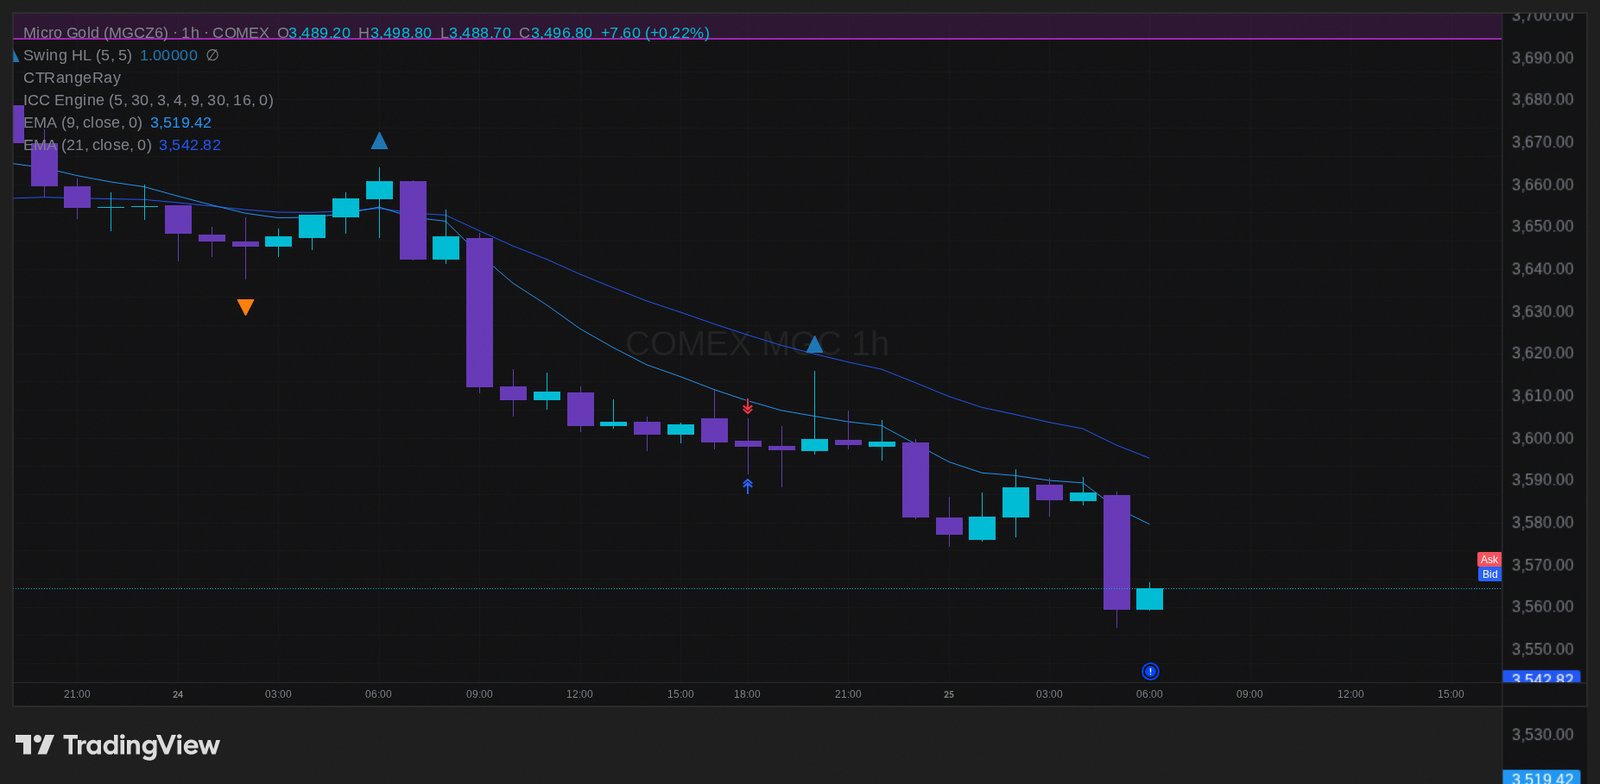 Micro Gold (MGCZ6) · 1h · COMEX O3,489.20 H3,498.80 L3,488.70 C3,496.80 +7.60 (+0.22%)
Swing HL (5, 5) 1.00000 ∅
CTRangeRay
ICC Engine (5, 30, 3, 4, 9, 30, 16, 0)
EMA (9, close, 0) 3,519.42
EMA (21, close, 0) 3,542.82
COMEX MGC 1h
3,700.00
3,690.00
3,680.00
3,670.00
3,660.00
3,650.00
3,640.00
3,630.00
3,620.00
3,610.00
3,600.00
3,590.00
3,580.00
3,570.00
Ask
Bid
3,560.00
3,550.00
3,542.82
21:00 24 03:00 06:00 09:00 12:00 15:00 18:00 21:00 25 03:00 06:00 09:00 12:00 15:00
3,530.00
TradingView
3,519.42